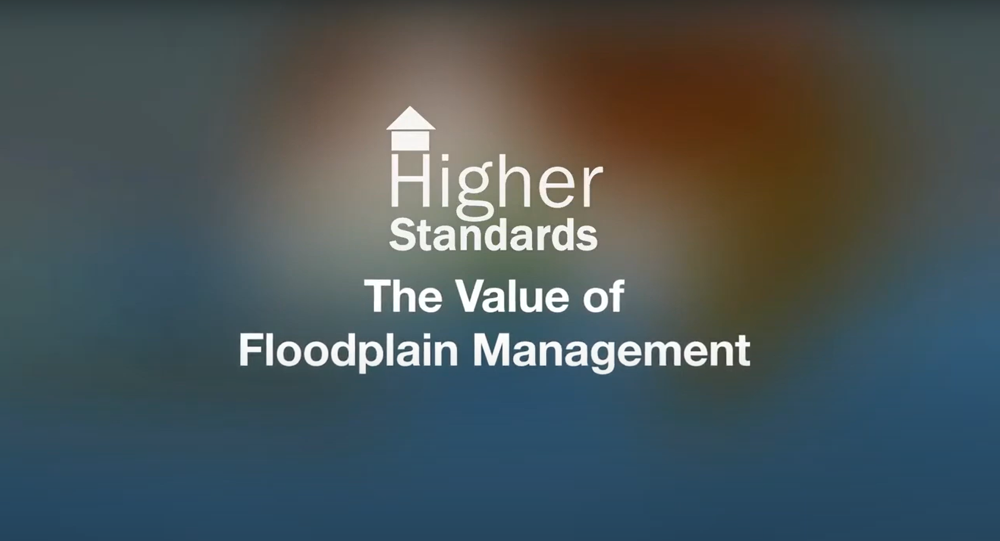 Higher
Standards
The Value of
Floodplain Management